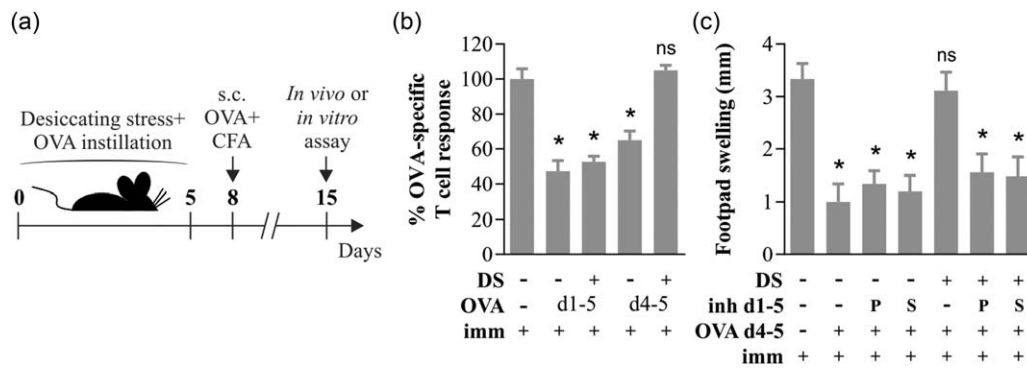 (a)
Desiccating stress+
OVA instillation
s.c.
OVA+
CFA
In vivo or
in vitro
assay
0
5
8
15
Days
(b)
% OVA-specific
T cell response
120
100
80
60
40
20
0
* * * ns
DS - - + - +
OVA - d1-5 d4-5
imm + + + + +
(c)
Footpad swelling (mm)
4
3
2
1
0
* * * ns * *
DS - - - - + + +
inh d1-5 - - P S - P S
OVA d4-5 - + + + + + +
imm + + + + + + +